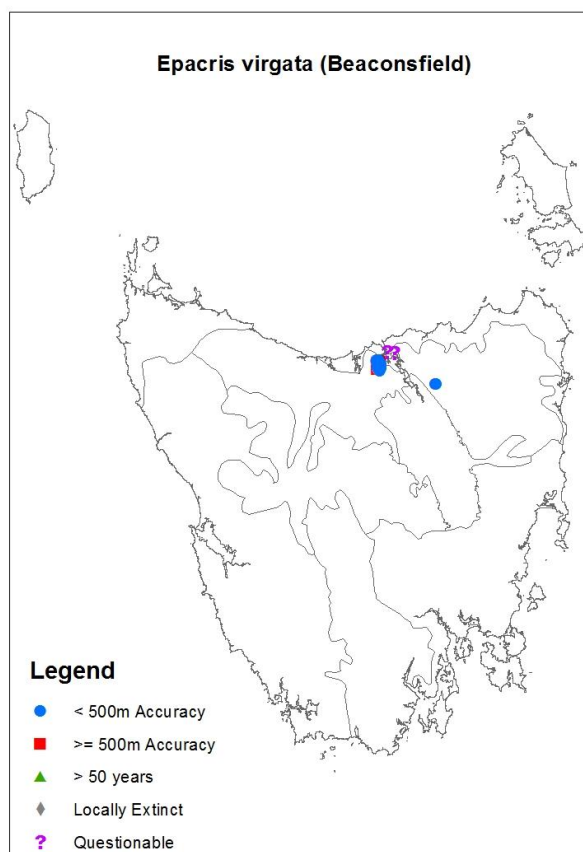 Epacris virgata (Beaconsfield)
??
Legend
< 500m Accuracy
>= 500m Accuracy
> 50 years
Locally Extinct
? Questionable